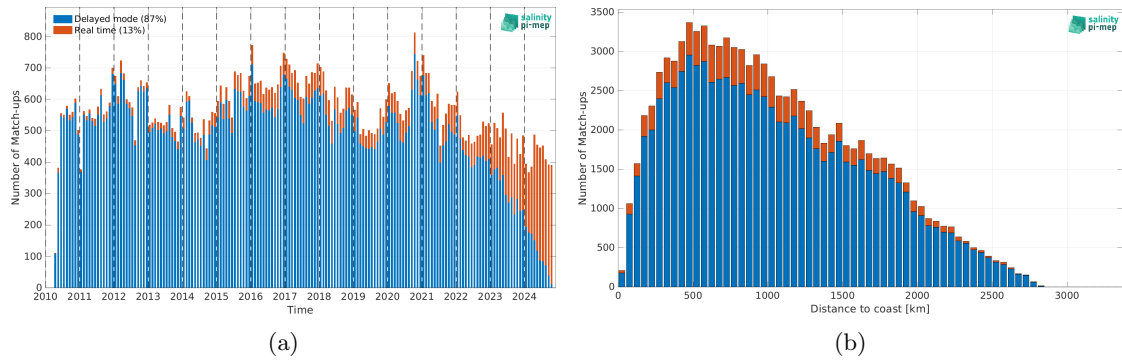 Delayed mode (87%)
Real time (13%)
salinity
pi-mep
Number of Match-ups
800
700
600
500
400
300
200
100
0
2010 2011 2012 2013 2014 2015 2016 2017 2018 2019 2020 2021 2022 2023 2024
Time
(a)
salinity
pi-mep
Number of Match-ups
3500
3000
2500
2000
1500
1000
500
0
0 500 1000 1500 2000 2500 3000
Distance to coast [km]
(b)